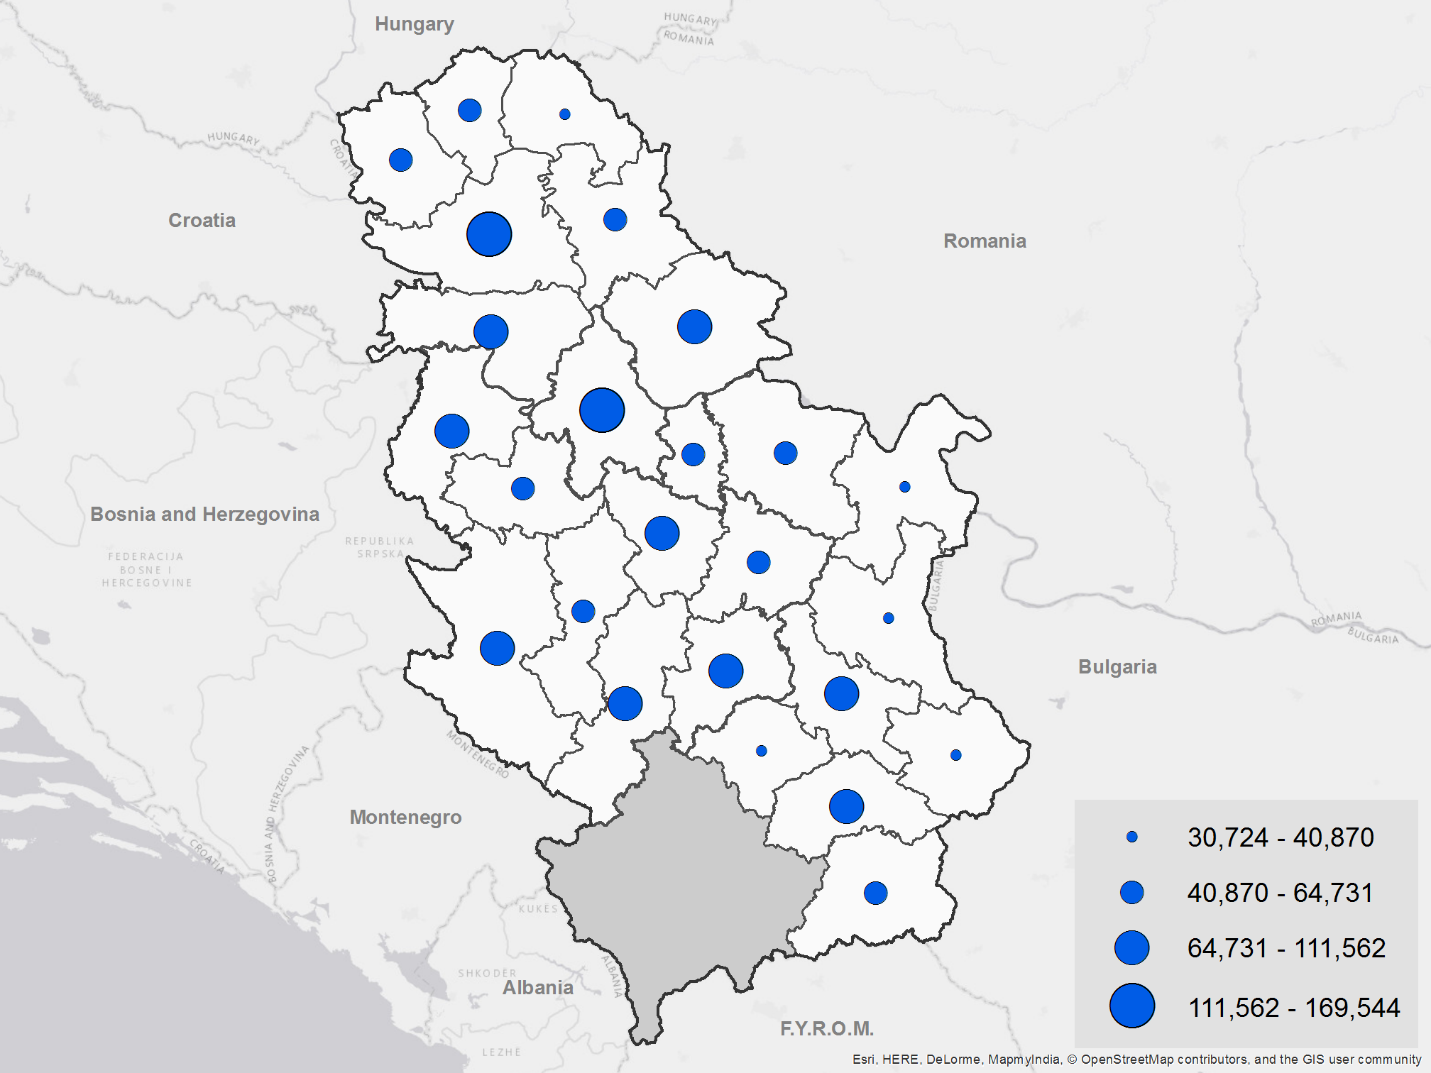 Hungary
HUNGARY
ROMANIA
HUNGARY
CROATIA
Croatia
Romania
Bosnia and Herzegovina
FEDERACIJA
BOSNE I
HERCEGOVINE
REPUBLIKA
SRPSKA
BULGARIA
ROMANIA
BULGARIA
Bulgaria
MONTENEGRO
BOSNIA AND HERZEGOVINA
Montenegro
CROATIA
KUKËS
ALBANIA
SHKODER
Albania
F.Y.R.O.M.
LEZHE
30,724 - 40,870
40,870 - 64,731
64,731 - 111,562
111,562 - 169,544
Esri, HERE, DeLorme, MapmyIndia, © OpenStreetMap contributors, and the GIS user community